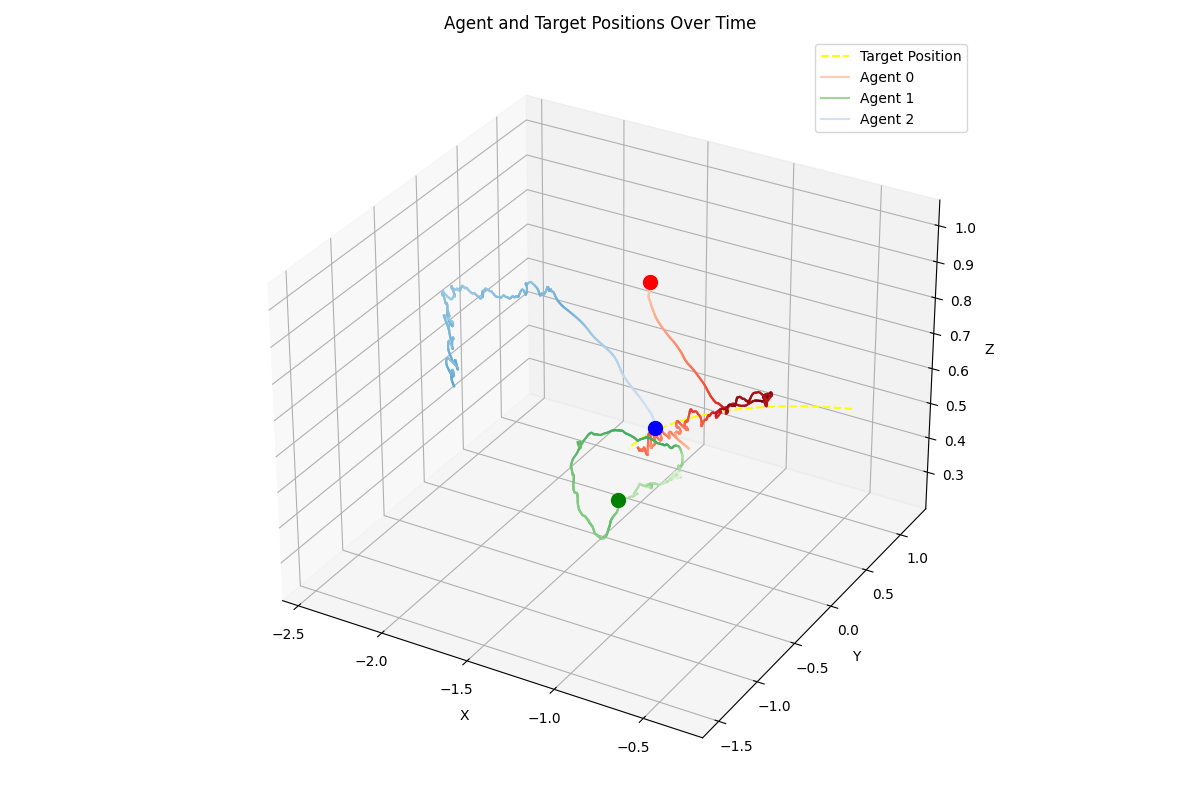 Agent and Target Positions Over Time
Target Position
Agent 0
Agent 1
Agent 2
1.0
0.9
0.8
0.7
Z
0.6
0.5
0.4
0.3
1.0
0.5
0.0
Y
−0.5
−1.0
−1.5
−2.5
−2.0
−1.5
X
−1.0
−0.5